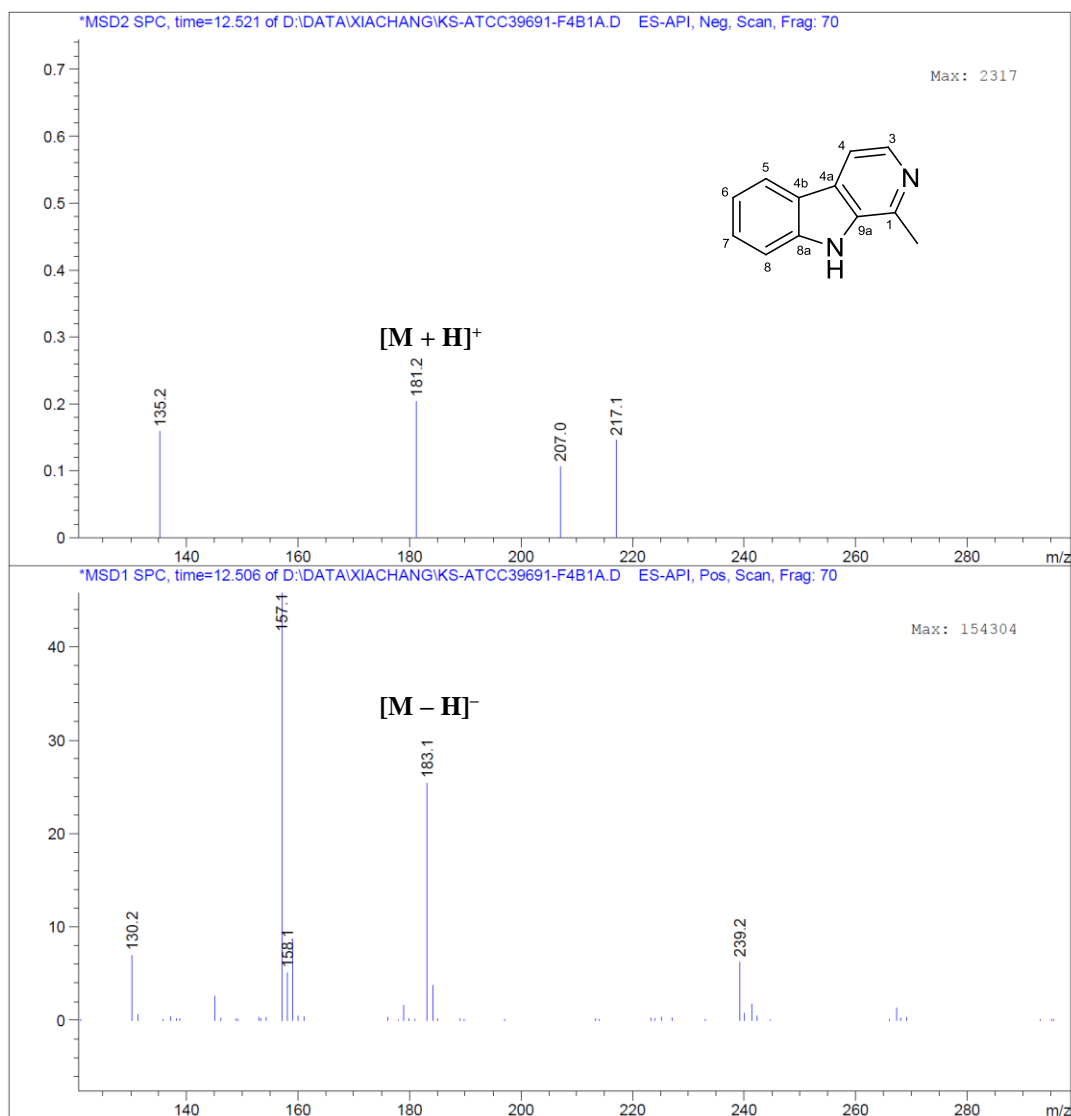 *MSD2 SPC, time=12.521 of D:\DATA\XIACHANG\KS-ATCC39691-F4B1A.D ES-API, Neg, Scan, Frag: 70
Max: 2317
0.7
0.6
0.5
0.4
0.3
0.2
0.1
0
4
3
5
4b
4a
N
6
7
8a
9a
1
8
N
H
[M + H]+
135.2
181.2
207.0
217.1
140 160 180 200 220 240 260 280 m/z
*MSD1 SPC, time=12.506 of D:\DATA\XIACHANG\KS-ATCC39691-F4B1A.D ES-API, Pos, Scan, Frag: 70
Max: 154304
40
30
20
10
0
[M – H]–
130.2
157.1
158.1
183.1
239.2
140 160 180 200 220 240 260 280 m/z